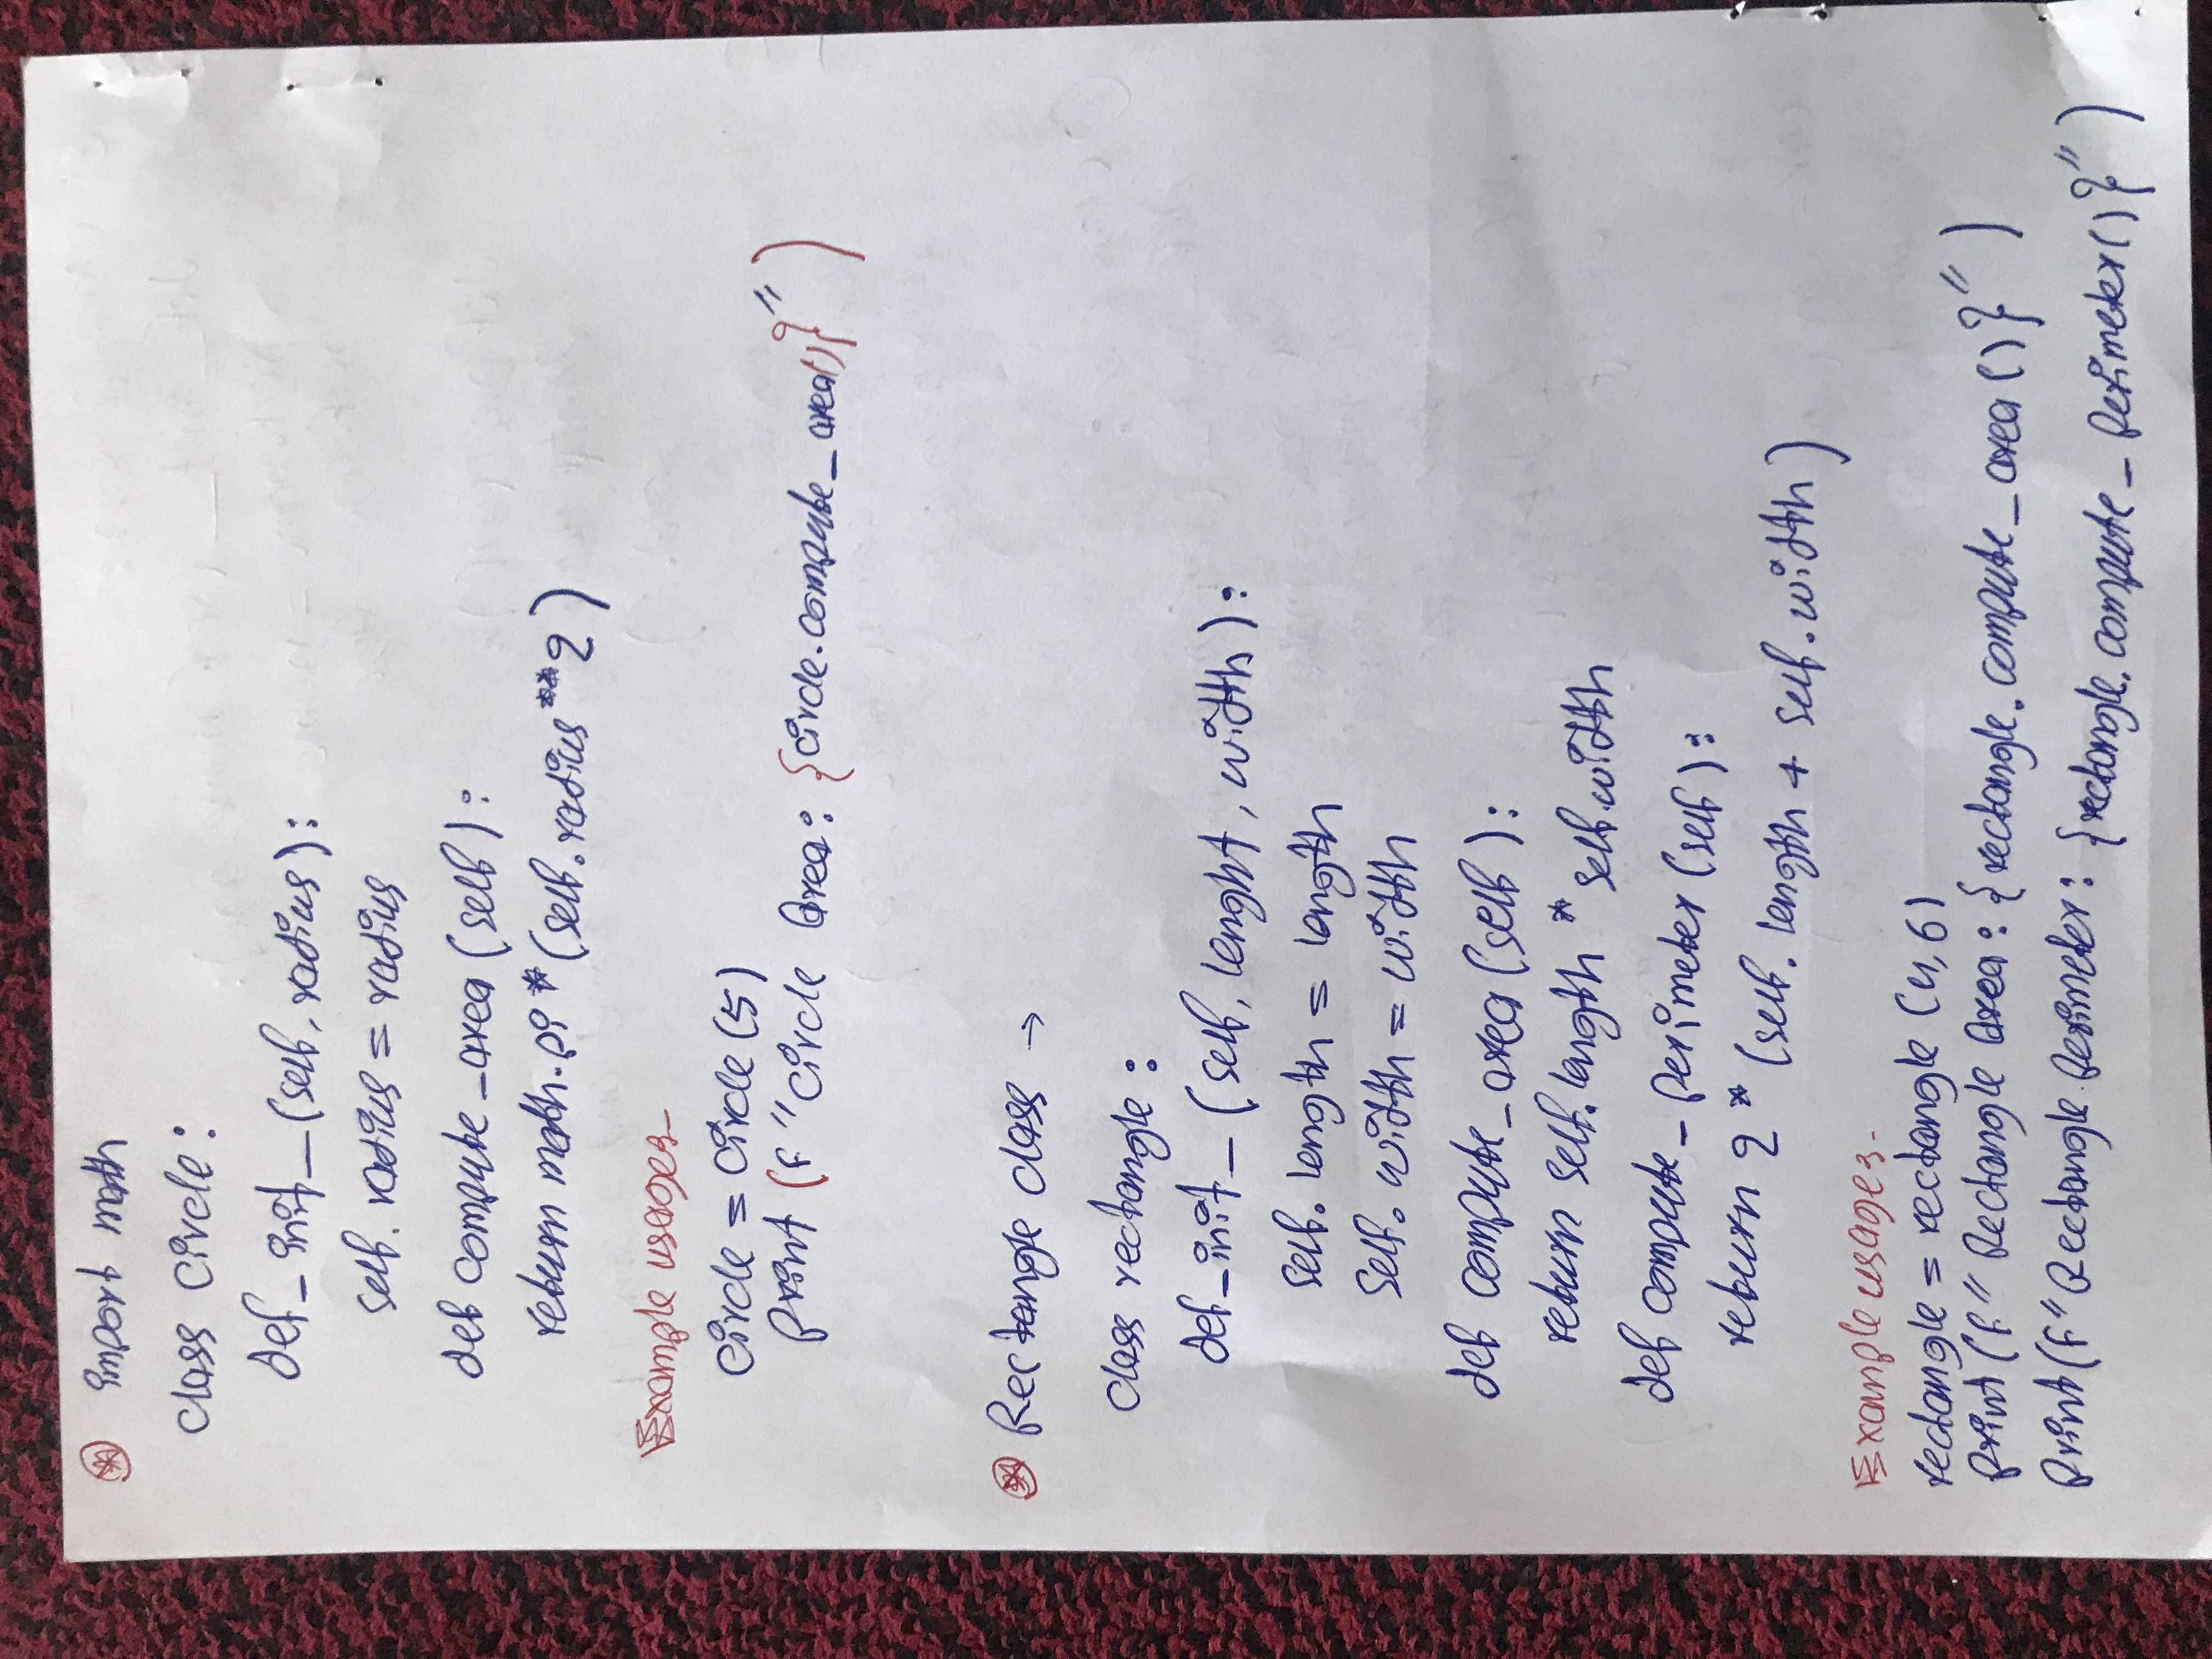 import math
class Circle:
def_init_(self, radius):
self.radius = radius
def compute_area(self):
return math.pi*(self.radius**2)
Example usages-
circle = Circle(5)
print(f"Circle Area: {circle.compute_area()}")
Rectangle class →
class rectangle:
def_init_(self, lenght, width):
self.length = length
self.width = width
def compute_area(self):
return self.length * self.width
def compute_perimeter(self):
return 2 * (self.length + self.width)
Example usages-
rectangle = rectangle (4,6)
print(f"Rectangle Area: {rectangle.compute_area()}")
print(f"Rectangle Perimeter: {rectangle.compute_perimeter()}")